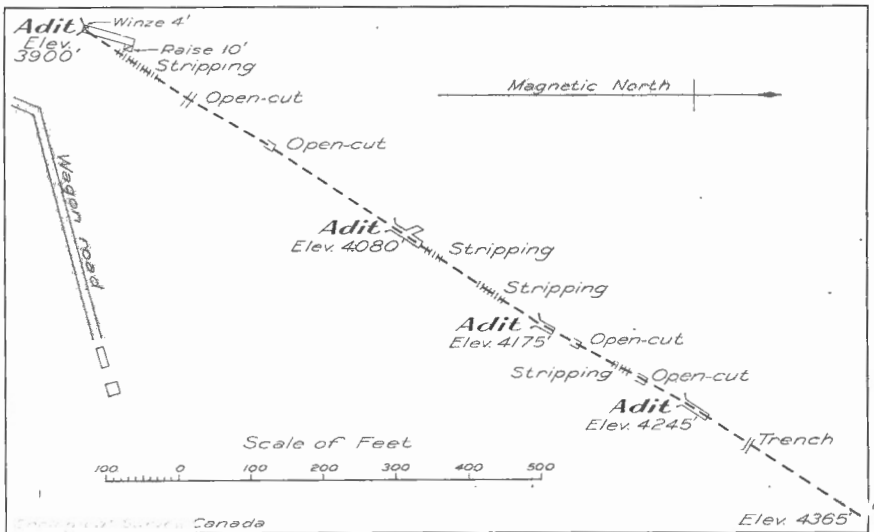 Adit
Elev.
3900'
Winze 4'
Raise 10'
Stripping
Open-cut
Magnetic North
Open-cut
Wagon road
Adit
Elev. 4080'
Stripping
Stripping
Adit
Elev. 4175'
Open-cut
Stripping
Open-cut
Adit
Elev. 4245'
Trench
Scale of Feet
100 0 100 200 300 400 500
Canada
Elev. 4365'